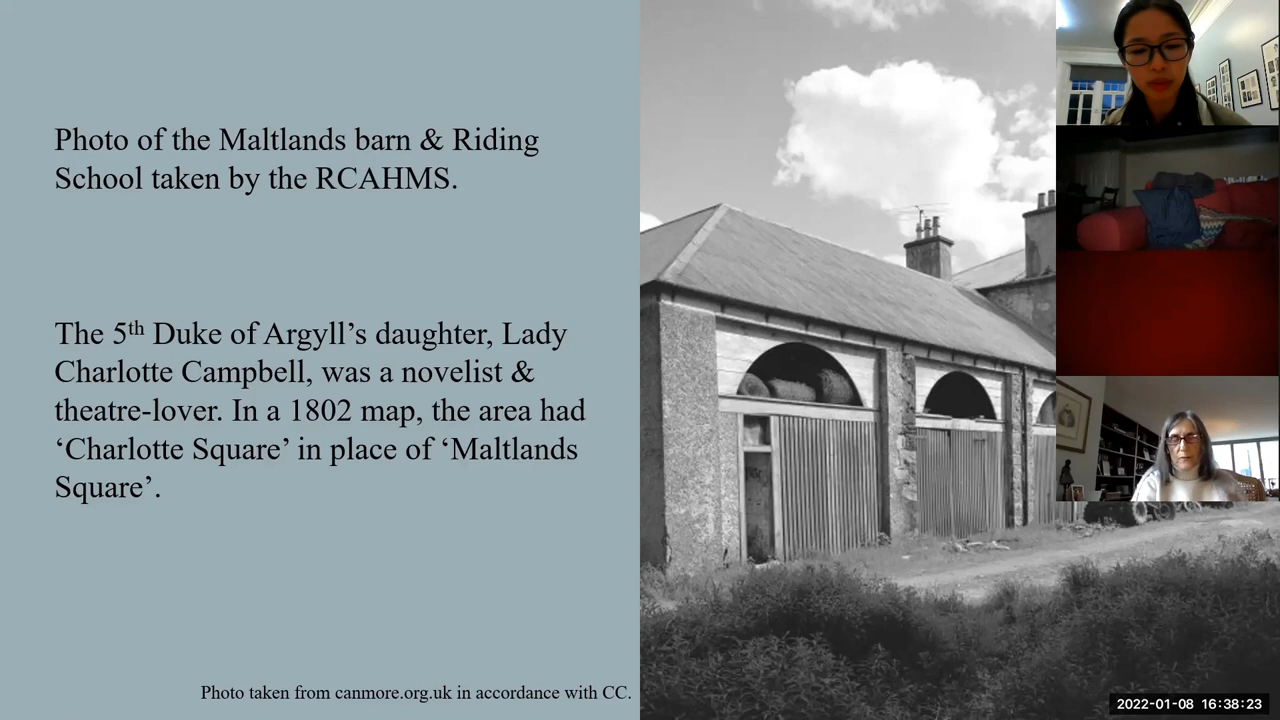 Photo of the Maltlands barn & Riding
School taken by the RCAHMS.
The 5th Duke of Argyll’s daughter, Lady
Charlotte Campbell, was a novelist &
theatre-lover. In a 1802 map, the area had
‘Charlotte Square’ in place of ‘Maltlands
Square’.
Photo taken from canmore.org.uk in accordance with CC.
2022-01-08 16:38:23